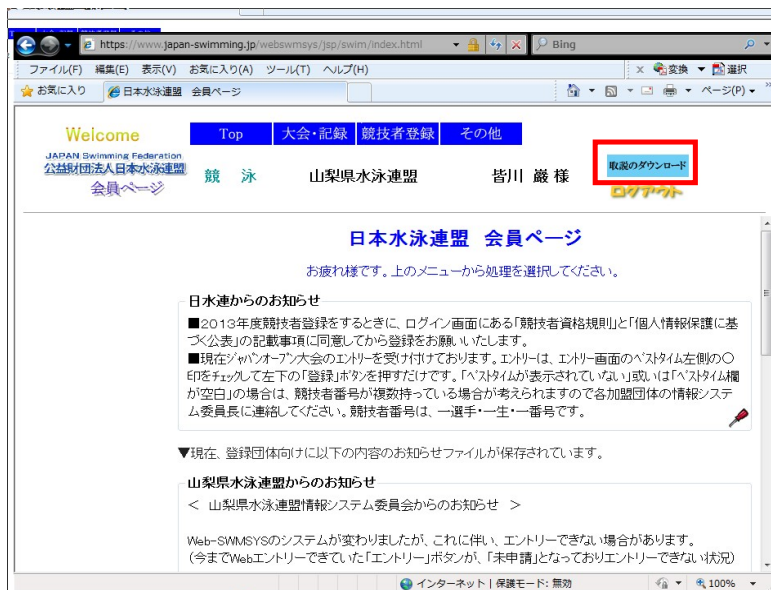 https://www.japan-swimming.jp/webswmsys/jsp/swim/index.html
Bing
ファイル(F) 編集(E) 表示(V) お気に入り(A) ツール(T) ヘルプ(H)
x 変換 選択
お気に入り 日本水泳連盟 会員ページ
ページ(P)
Welcome
Top 大会・記録 競技者登録 その他
JAPAN Swimming Federation
公益財団法人日本水泳連盟
会員ページ
競 泳 山梨県水泳連盟 皆川 巌 様
取説のダウンロード
ログアウト
日本水泳連盟 会員ページ
お疲れ様です。上のメニューから処理を選択してください。
日水連からのお知らせ
■2013年度競技者登録をするときに、ログイン画面にある「競技者資格規則」と「個人情報保護に基
づく公表」の記載事項に同意してから登録をお願いいたします。
■現在ジャパンオープン大会のエントリーを受け付けております。エントリーは、エントリー画面のベストタイム左側の○
印をチェックして左下の「登録」ボタンを押すだけです。「ベストタイムが表示されていない」或いは「ベストタイム欄
が空白」の場合は、競技者番号が複数持っている場合が考えられますので各加盟団体の情報システ
ム委員長に連絡してください。競技者番号は、一選手・一生・一番号です。
▼現在、登録団体向けに以下の内容のお知らせファイルが保存されています。
山梨県水泳連盟からのお知らせ
＜ 山梨県水泳連盟情報システム委員会からのお知らせ ＞
Web-SWMSYSのシステムが変わりましたが、これに伴い、エントリーできない場合があります。
(今までWebエントリーできていた「エントリー」ボタンが、「未申請」となっておりエントリーできない状況)
インターネット | 保護モード: 無効
100%